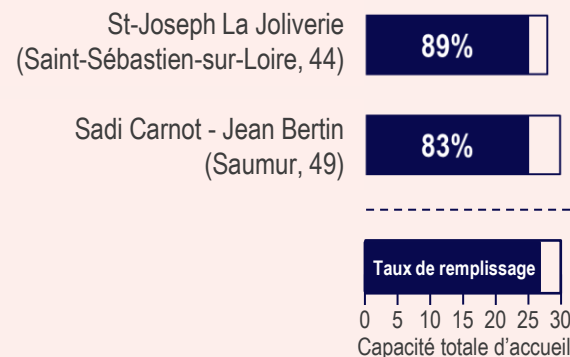 St-Joseph La Joliverie
(Saint-Sébastien-sur-Loire, 44)
89%
Sadi Carnot - Jean Bertin
(Saumur, 49)
83%
Taux de remplissage
0 5 10 15 20 25 30
Capacité totale d’accueil